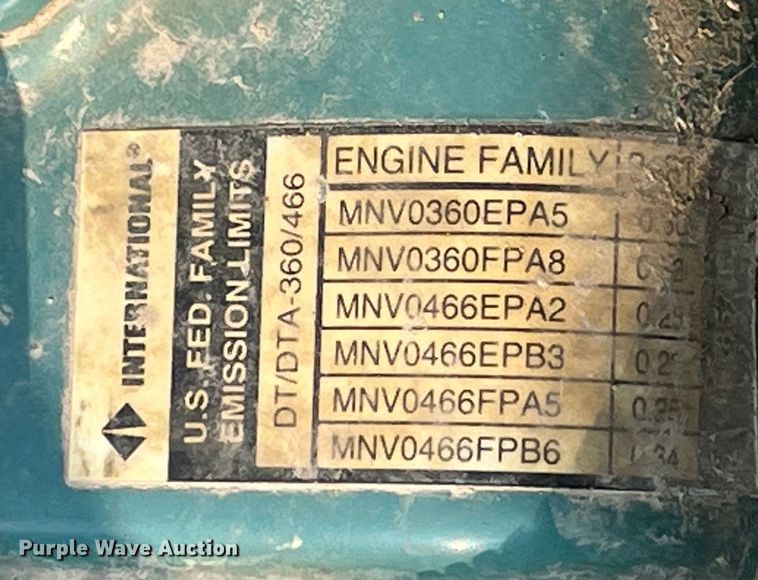 INTERNATIONAL®
U.S. FED. FAMILY
EMISSION LIMITS
DT/DTA-360/466
ENGINE FAMILY
MNV0360EPA5
MNV0360FPA8
MNV0466EPA2
MNV0466EPB3
MNV0466FPA5
MNV0466FPB6
Purple Wave Auction